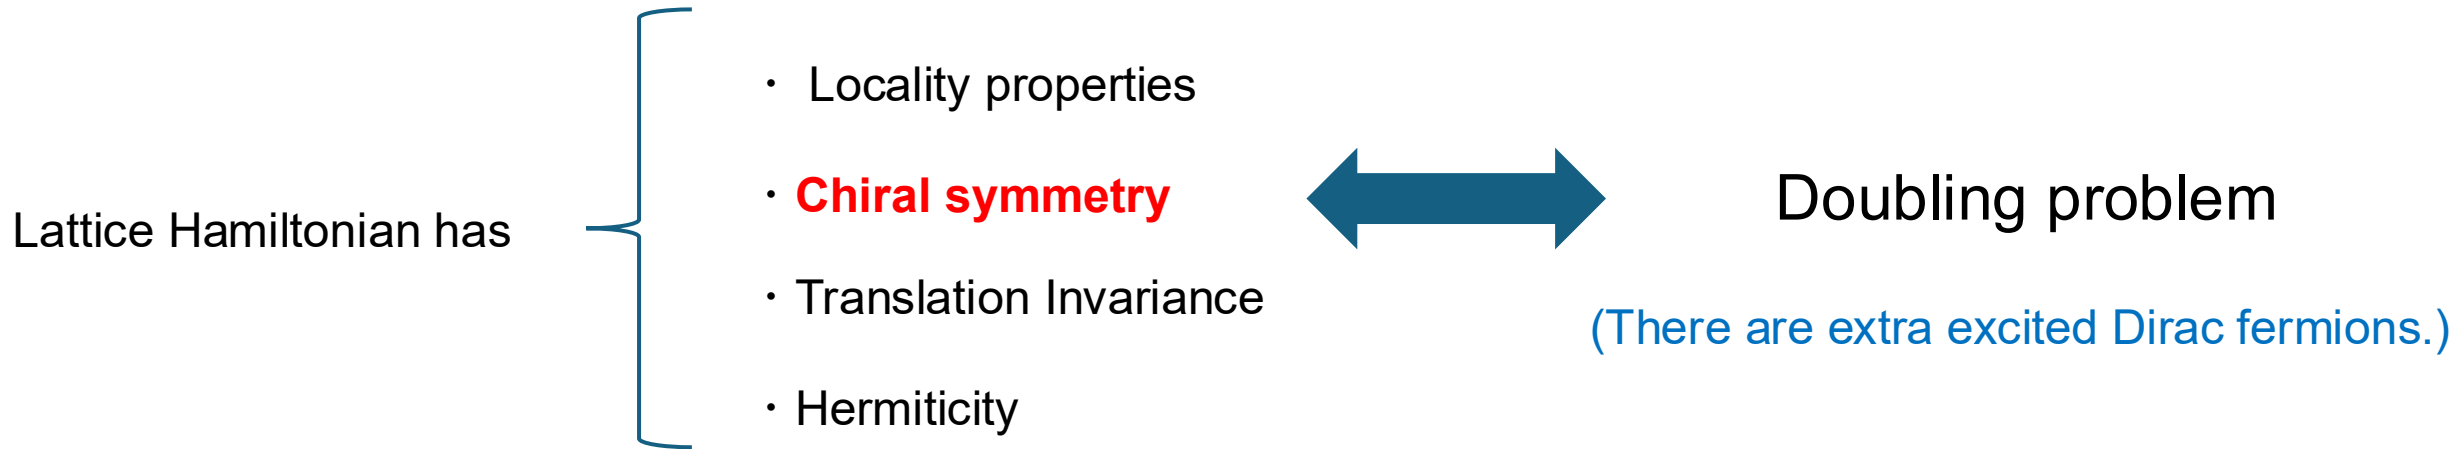 Lattice Hamiltonian has
・ Locality properties
・Chiral symmetry
・Translation Invariance
・Hermiticity
Doubling problem
(There are extra excited Dirac fermions.)